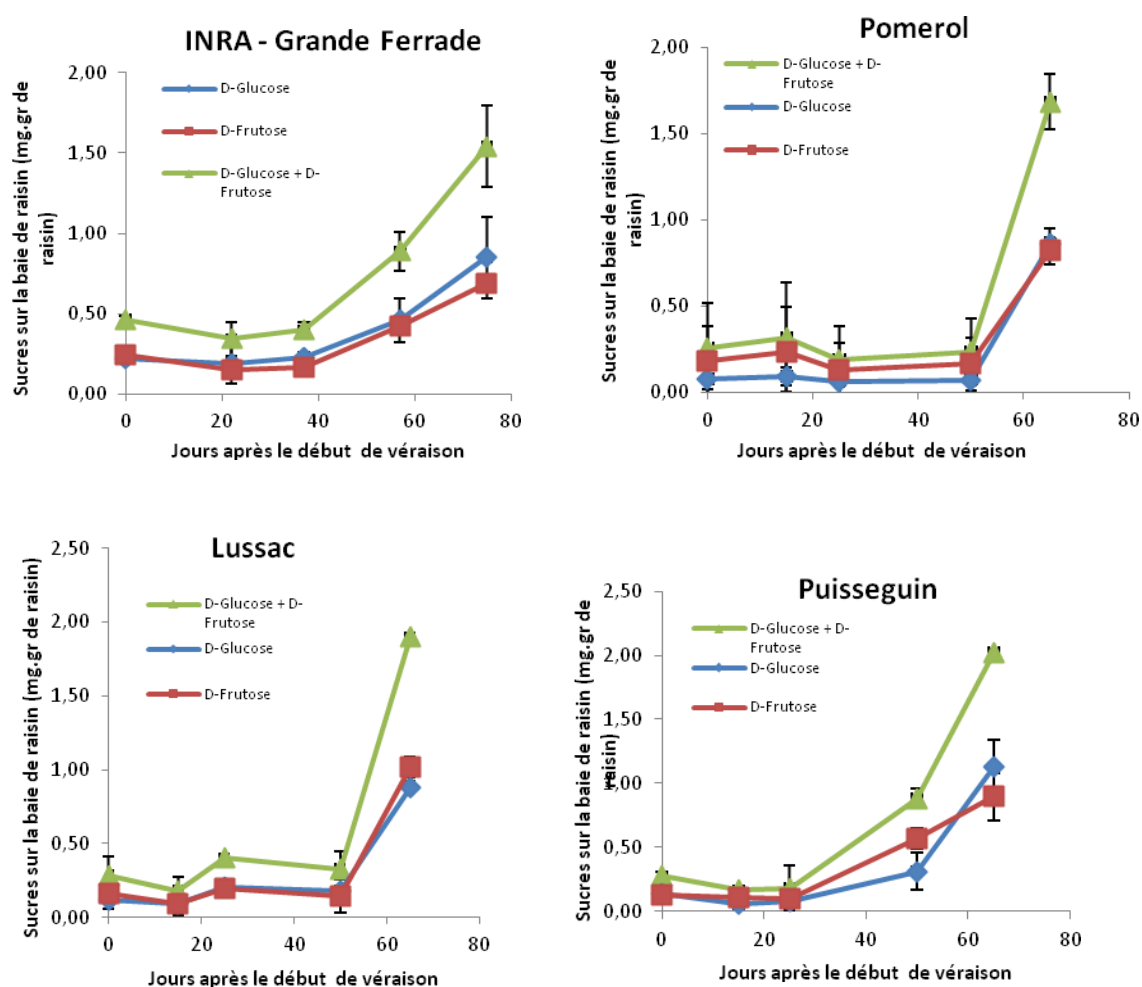 INRA - Grande Ferrade
Sucres sur la baie de raisin (mg.gr de
raisin)
2,00
1,50
1,00
0,50
0,00
D-Glucose
D-Frutose
D-Glucose + D-
Frutose
0
20
40
60
80
Jours après le début de véraison
Pomerol
Sucres sur la baie de raisin (mg.gr de
raisin)
2,00
1,50
1,00
0,50
0,00
D-Glucose + D-
Frutose
D-Glucose
D-Frutose
0
20
40
60
80
Jours après le début de véraison
Lussac
Sucres sur la baie de raisin (mg.gr de raisin)
2,50
2,00
1,50
1,00
0,50
0,00
D-Glucose + D-
Frutose
D-Glucose
D-Frutose
0
20
40
60
80
Jours après le début de véraison
Puisseguin
Sucres sur la baie de raisin (mg.gr de
raisin)
2,50
2,00
1,50
1,00
0,50
0,00
D-Glucose + D-
Frutose
D-Glucose
D-Frutose
0
20
40
60
80
Jours après le début de véraison